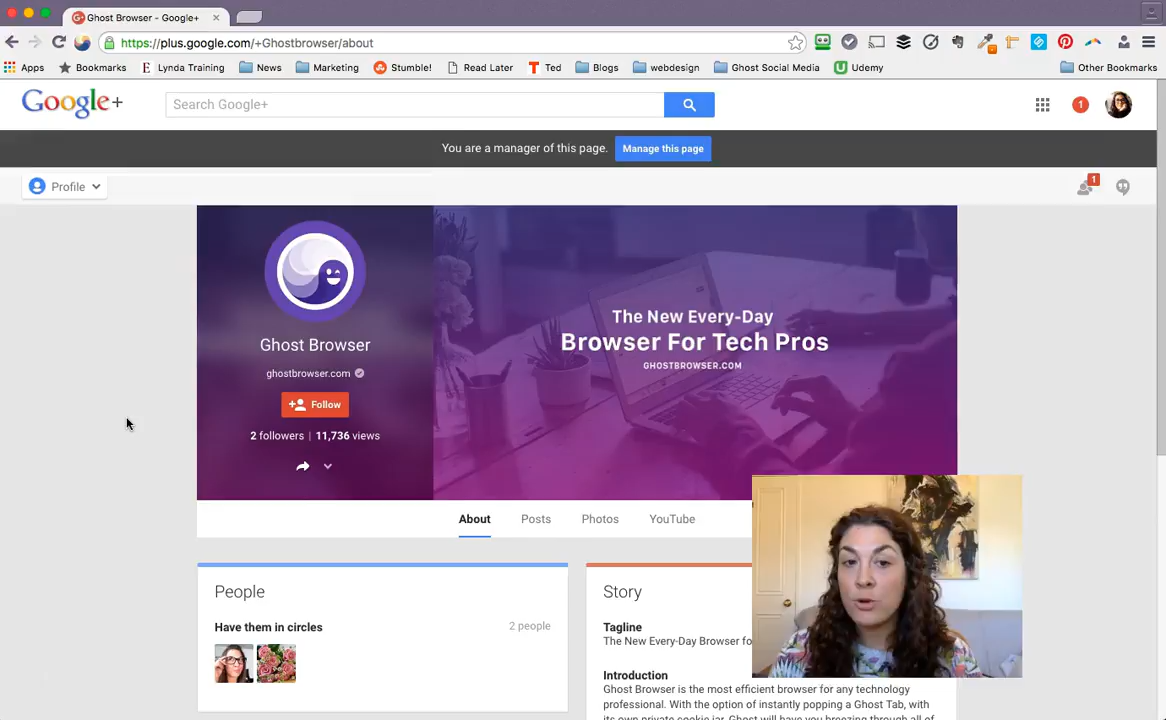 Ghost Browser - Google+
https://plus.google.com/+Ghostbrowser/about
Apps Bookmarks Lynda Training News Marketing Stumble! Read Later Ted Blogs webdesign Ghost Social Media Udemy Other Bookmarks
Google+ Search Google+ 1
You are a manager of this page. Manage this page
Profile 1
The New Every-Day
Browser For Tech Pros
GHOSTBROWSER.COM
Ghost Browser
ghostbrowser.com
Follow
2 followers | 11,736 views
About Posts Photos YouTube
People
Have them in circles 2 people
Story
Tagline
The New Every-Day Browser fo
Introduction
Ghost Browser is the most efficient browser for any technology
professional. With the option of instantly popping a Ghost Tab, with
its own private cookie jar, Ghost will have you breezing through all of